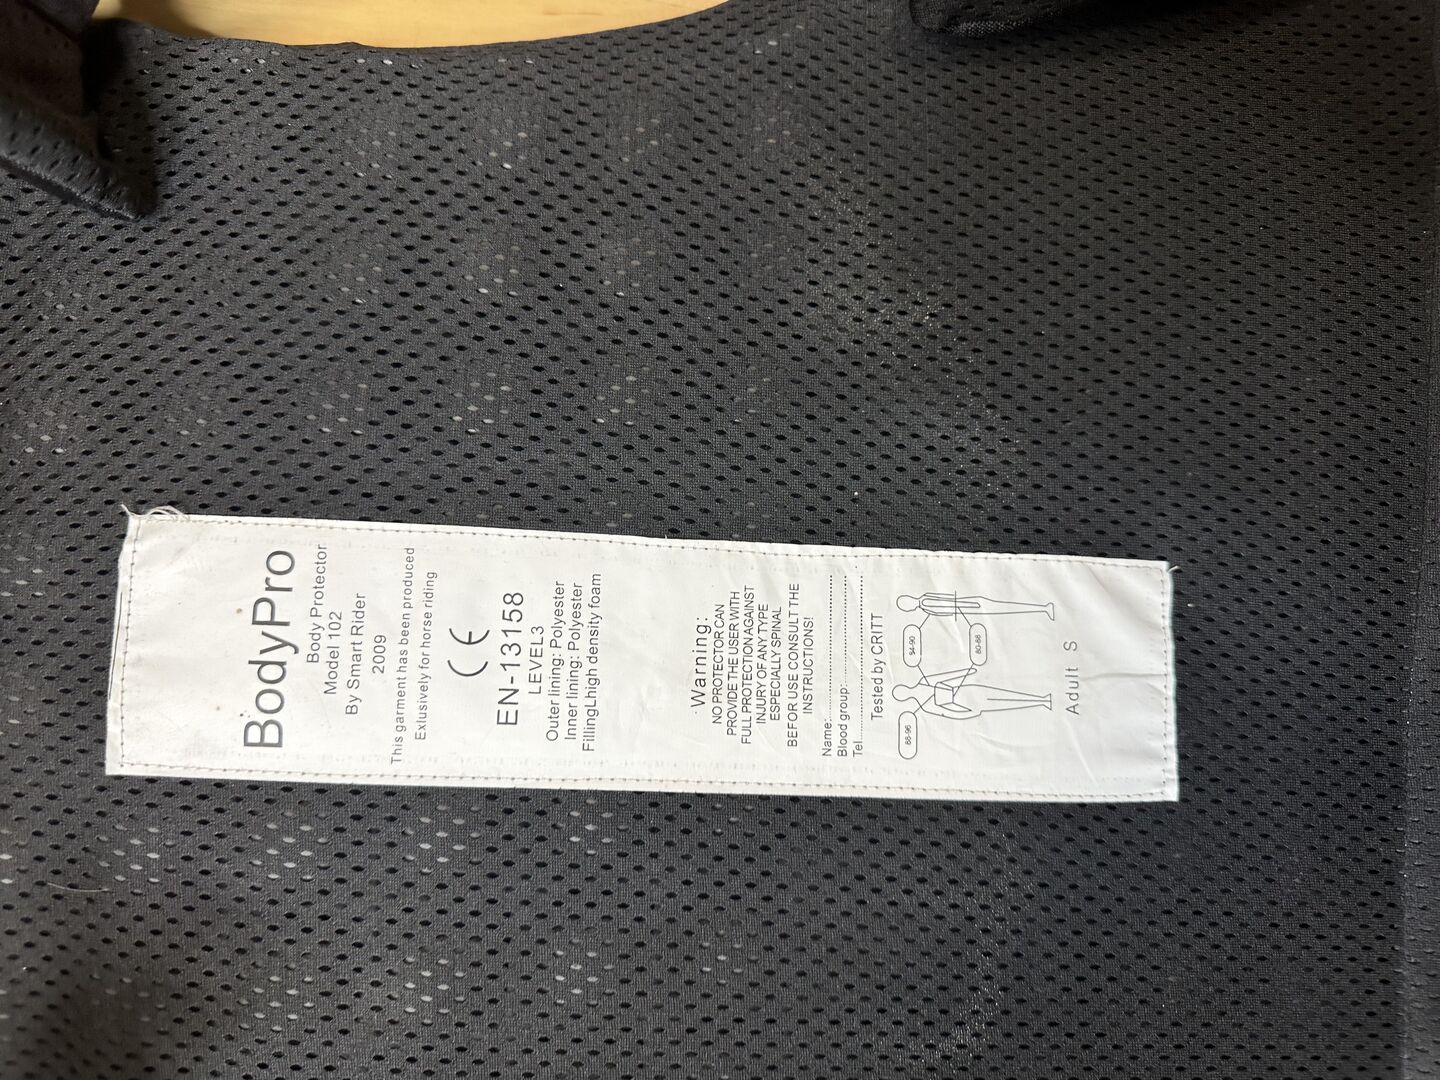 BodyPro
Body Protector
Model 102
By Smart Rider
2009
This garment has been produced
Exlusively for horse riding
CE
EN-13158
LEVEL3
Outer lining: Polyester
Inner lining: Polyester
FillingLhigh density foam
Warning:
NO PROTECTOR CAN
PROVIDE THE USER WITH
FULL PROTECTION AGAINST
INJURY OF ANY TYPE
ESPECIALLY SPINAL
BEFOR USE CONSULT THE
INSTRUCTIONS!
Name:
Blood group:
Tel
Tested by CRITT
88-96
80-88
Adult S